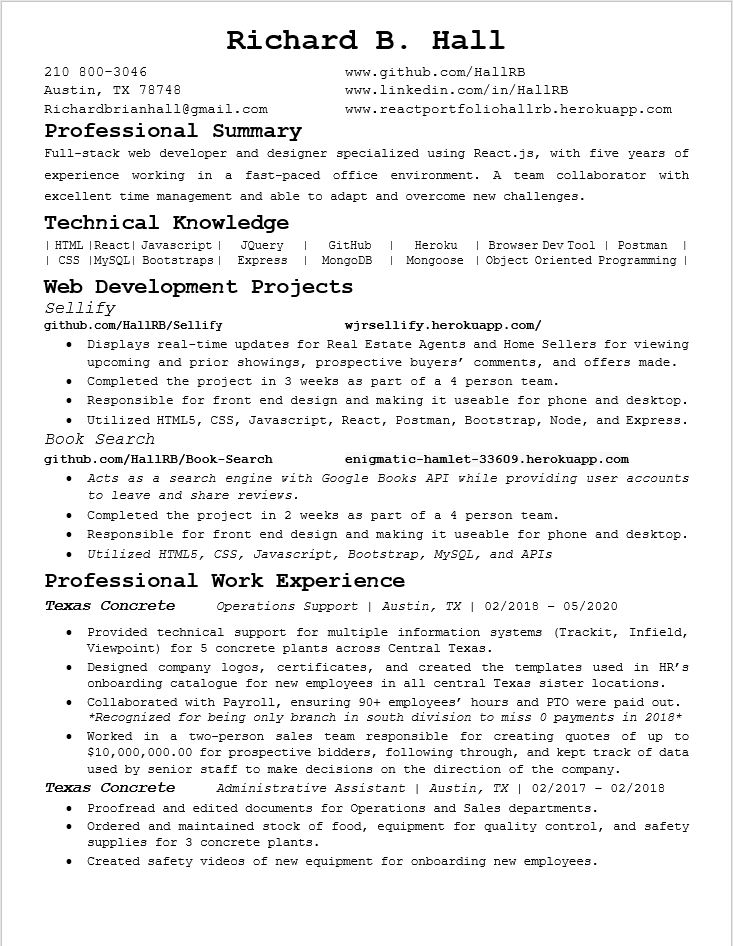 Richard B. Hall
210 800-3046 www.github.com/HallRB
Austin, TX 78748 www.linkedin.com/in/HallRB
Richardbrianhall@gmail.com www.reactportfoliohallrb.herokuapp.com
Professional Summary
Full-stack web developer and designer specialized using React.js, with five years of
experience working in a fast-paced office environment. A team collaborator with
excellent time management and able to adapt and overcome new challenges.
Technical Knowledge
| HTML |React| Javascript | JQuery | GitHub | Heroku | Browser Dev Tool | Postman |
| CSS |MySQL| Bootstraps| Express | MongoDB | Mongoose | Object Oriented Programming |
Web Development Projects
Sellify
github.com/HallRB/Sellify wjrsellify.herokuapp.com/
• Displays real-time updates for Real Estate Agents and Home Sellers for viewing
upcoming and prior showings, prospective buyers’ comments, and offers made.
• Completed the project in 3 weeks as part of a 4 person team.
• Responsible for front end design and making it useable for phone and desktop.
• Utilized HTML5, CSS, Javascript, React, Postman, Bootstrap, Node, and Express.
Book Search
github.com/HallRB/Book-Search enigmatic-hamlet-33609.herokuapp.com
• Acts as a search engine with Google Books API while providing user accounts
to leave and share reviews.
• Completed the project in 2 weeks as part of a 4 person team.
• Responsible for front end design and making it useable for phone and desktop.
• Utilized HTML5, CSS, Javascript, Bootstrap, MySQL, and APIs
Professional Work Experience
Texas Concrete Operations Support | Austin, TX | 02/2018 – 05/2020
• Provided technical support for multiple information systems (Trackit, Infield,
Viewpoint) for 5 concrete plants across Central Texas.
• Designed company logos, certificates, and created the templates used in HR’s
onboarding catalogue for new employees in all central Texas sister locations.
• Collaborated with Payroll, ensuring 90+ employees’ hours and PTO were paid out.
*Recognized for being only branch in south division to miss 0 payments in 2018*
• Worked in a two-person sales team responsible for creating quotes of up to
$10,000,000.00 for prospective bidders, following through, and kept track of data
used by senior staff to make decisions on the direction of the company.
Texas Concrete Administrative Assistant | Austin, TX | 02/2017 – 02/2018
• Proofread and edited documents for Operations and Sales departments.
• Ordered and maintained stock of food, equipment for quality control, and safety
supplies for 3 concrete plants.
• Created safety videos of new equipment for onboarding new employees.